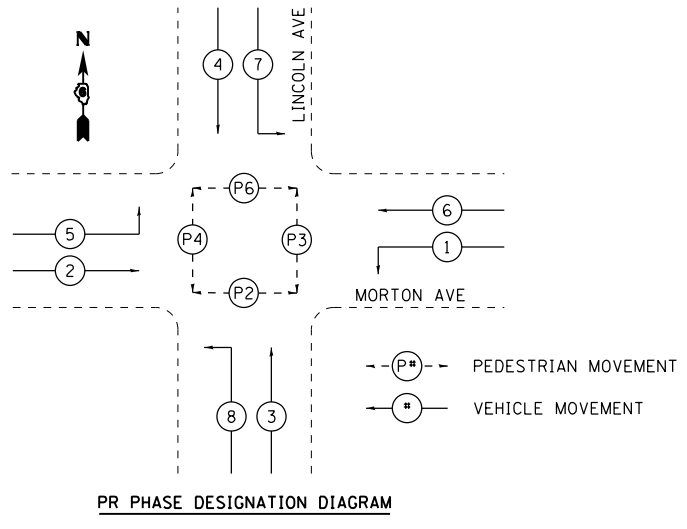 N
6
4
7
LINCOLN AVE
P6
5
2
P4
P3
6
1
P2
MORTON AVE
8
3
P# PEDESTRIAN MOVEMENT
# VEHICLE MOVEMENT
PR PHASE DESIGNATION DIAGRAM